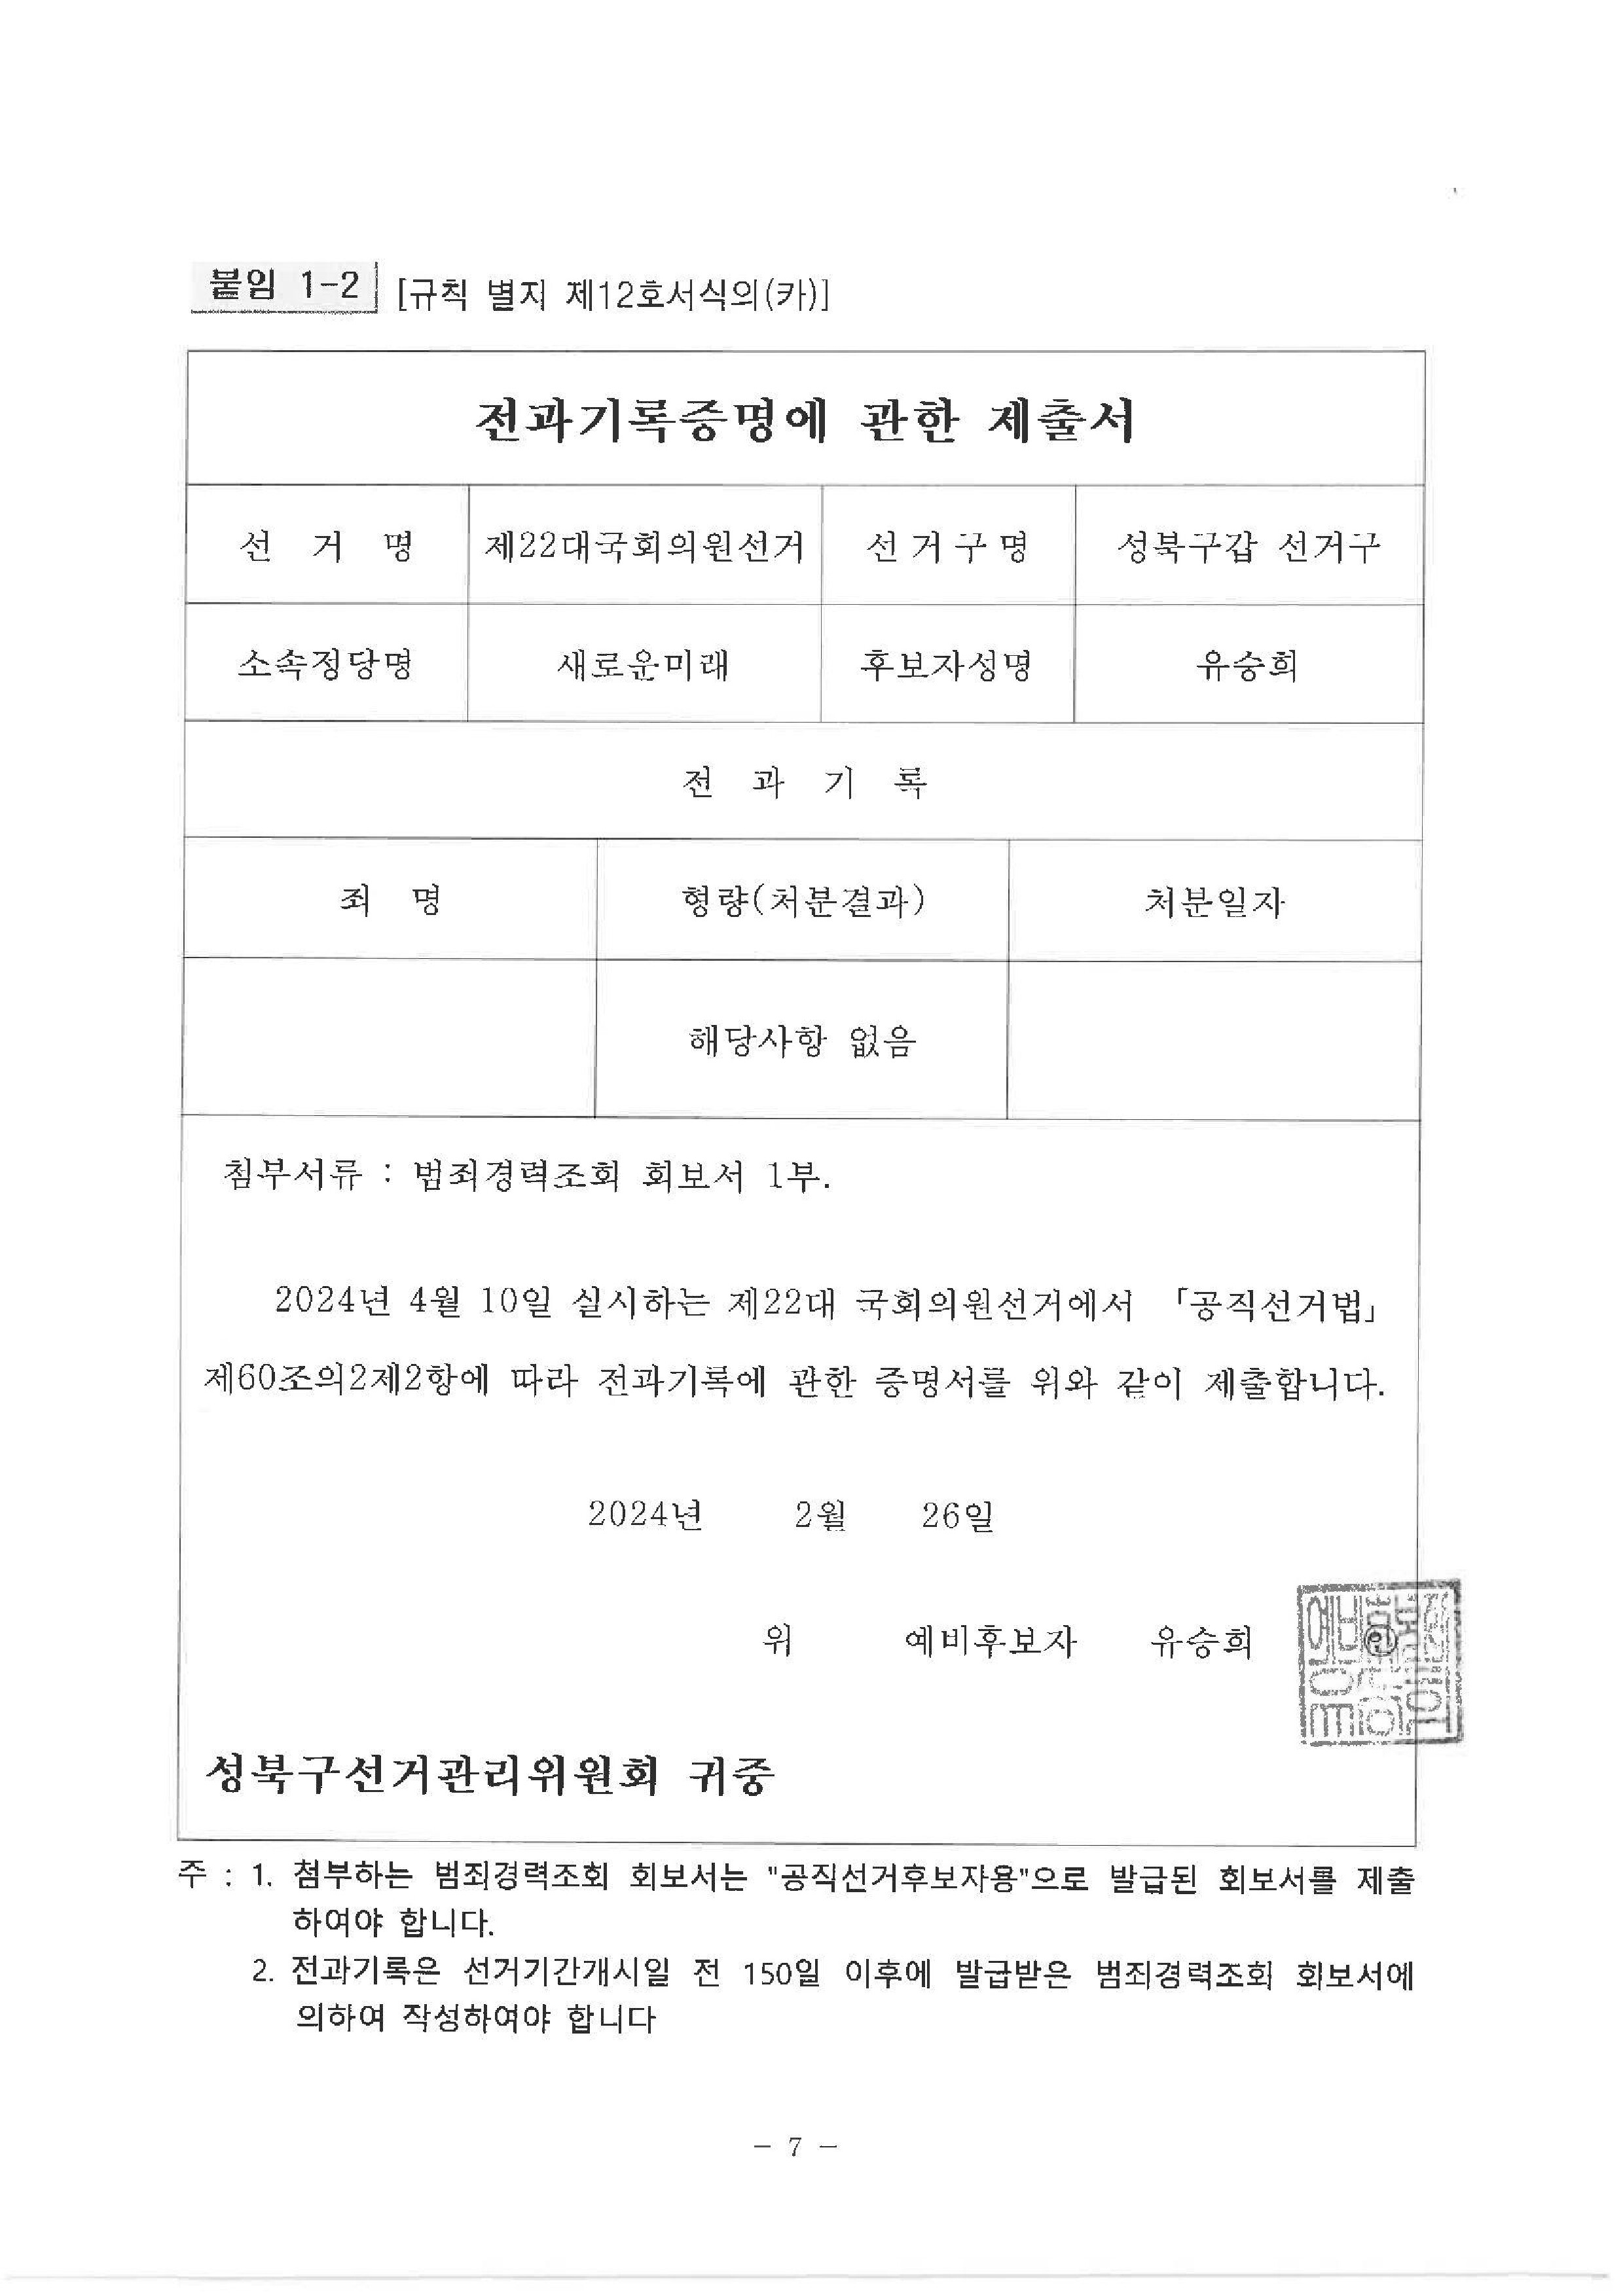 붙임 1-2 [규칙 별지 제12호서식의(카)]
전과기록증명에 관한 제출서
선 거 명 제22대국회의원선거 선 거 구 명 성북구갑 선거구
소속정당명 새로운미래 후보자성명 유승희
전 과 기 록
죄 명 형량(처분결과) 처분일자
해당사항 없음
첨부서류 : 범죄경력조회 회보서 1부.
2024년 4월 10일 실시하는 제22대 국회의원선거에서 「공직선거법」
제60조의2제2항에 따라 전과기록에 관한 증명서를 위와 같이 제출합니다.
2024년 2월 26일
위 예비후보자 유승희 ㊞
성북구선거관리위원회 귀중
주 : 1. 첨부하는 범죄경력조회 회보서는 "공직선거후보자용"으로 발급된 회보서를 제출
하여야 합니다.
2. 전과기록은 선거기간개시일 전 150일 이후에 발급받은 범죄경력조회 회보서에
의하여 작성하여야 합니다
- 7 -